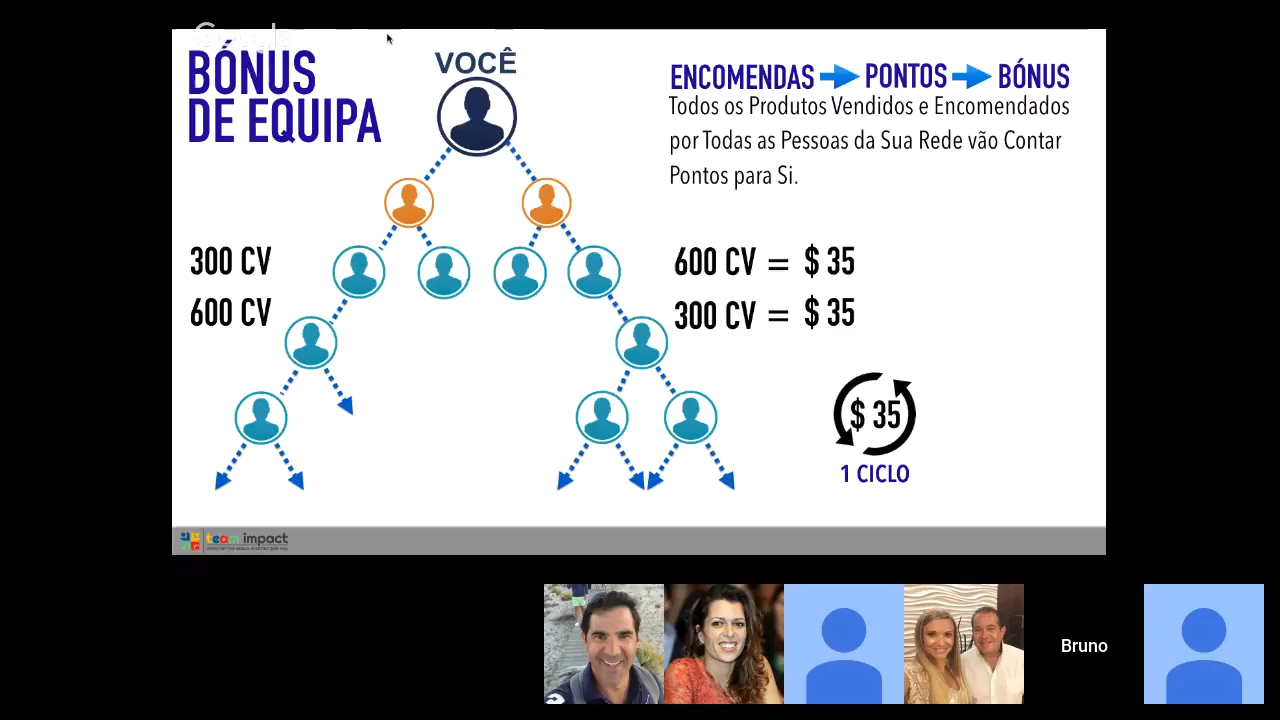 Google
BÓNUS
DE EQUIPA
VOCÊ
ENCOMENDAS PONTOS BÓNUS
Todos os Produtos Vendidos e Encomendados
por Todas as Pessoas da Sua Rede vão Contar
Pontos para Si.
300 CV
600 CV
600 CV = $ 35
300 CV = $ 35
$ 35
1 CICLO
team impact
Bruno